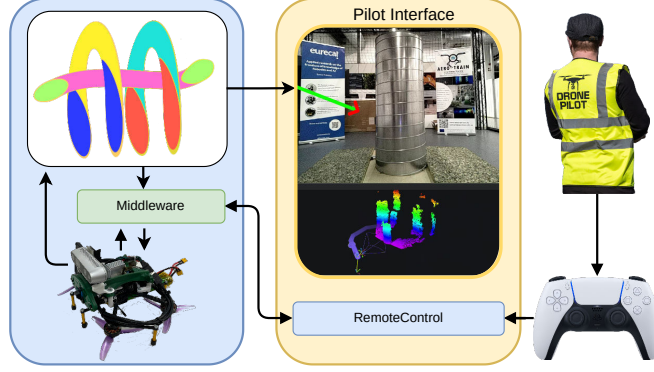 Pilot Interface
eurecat
AERO-TRAIN
DRONE
PILOT
Middleware
RemoteControl